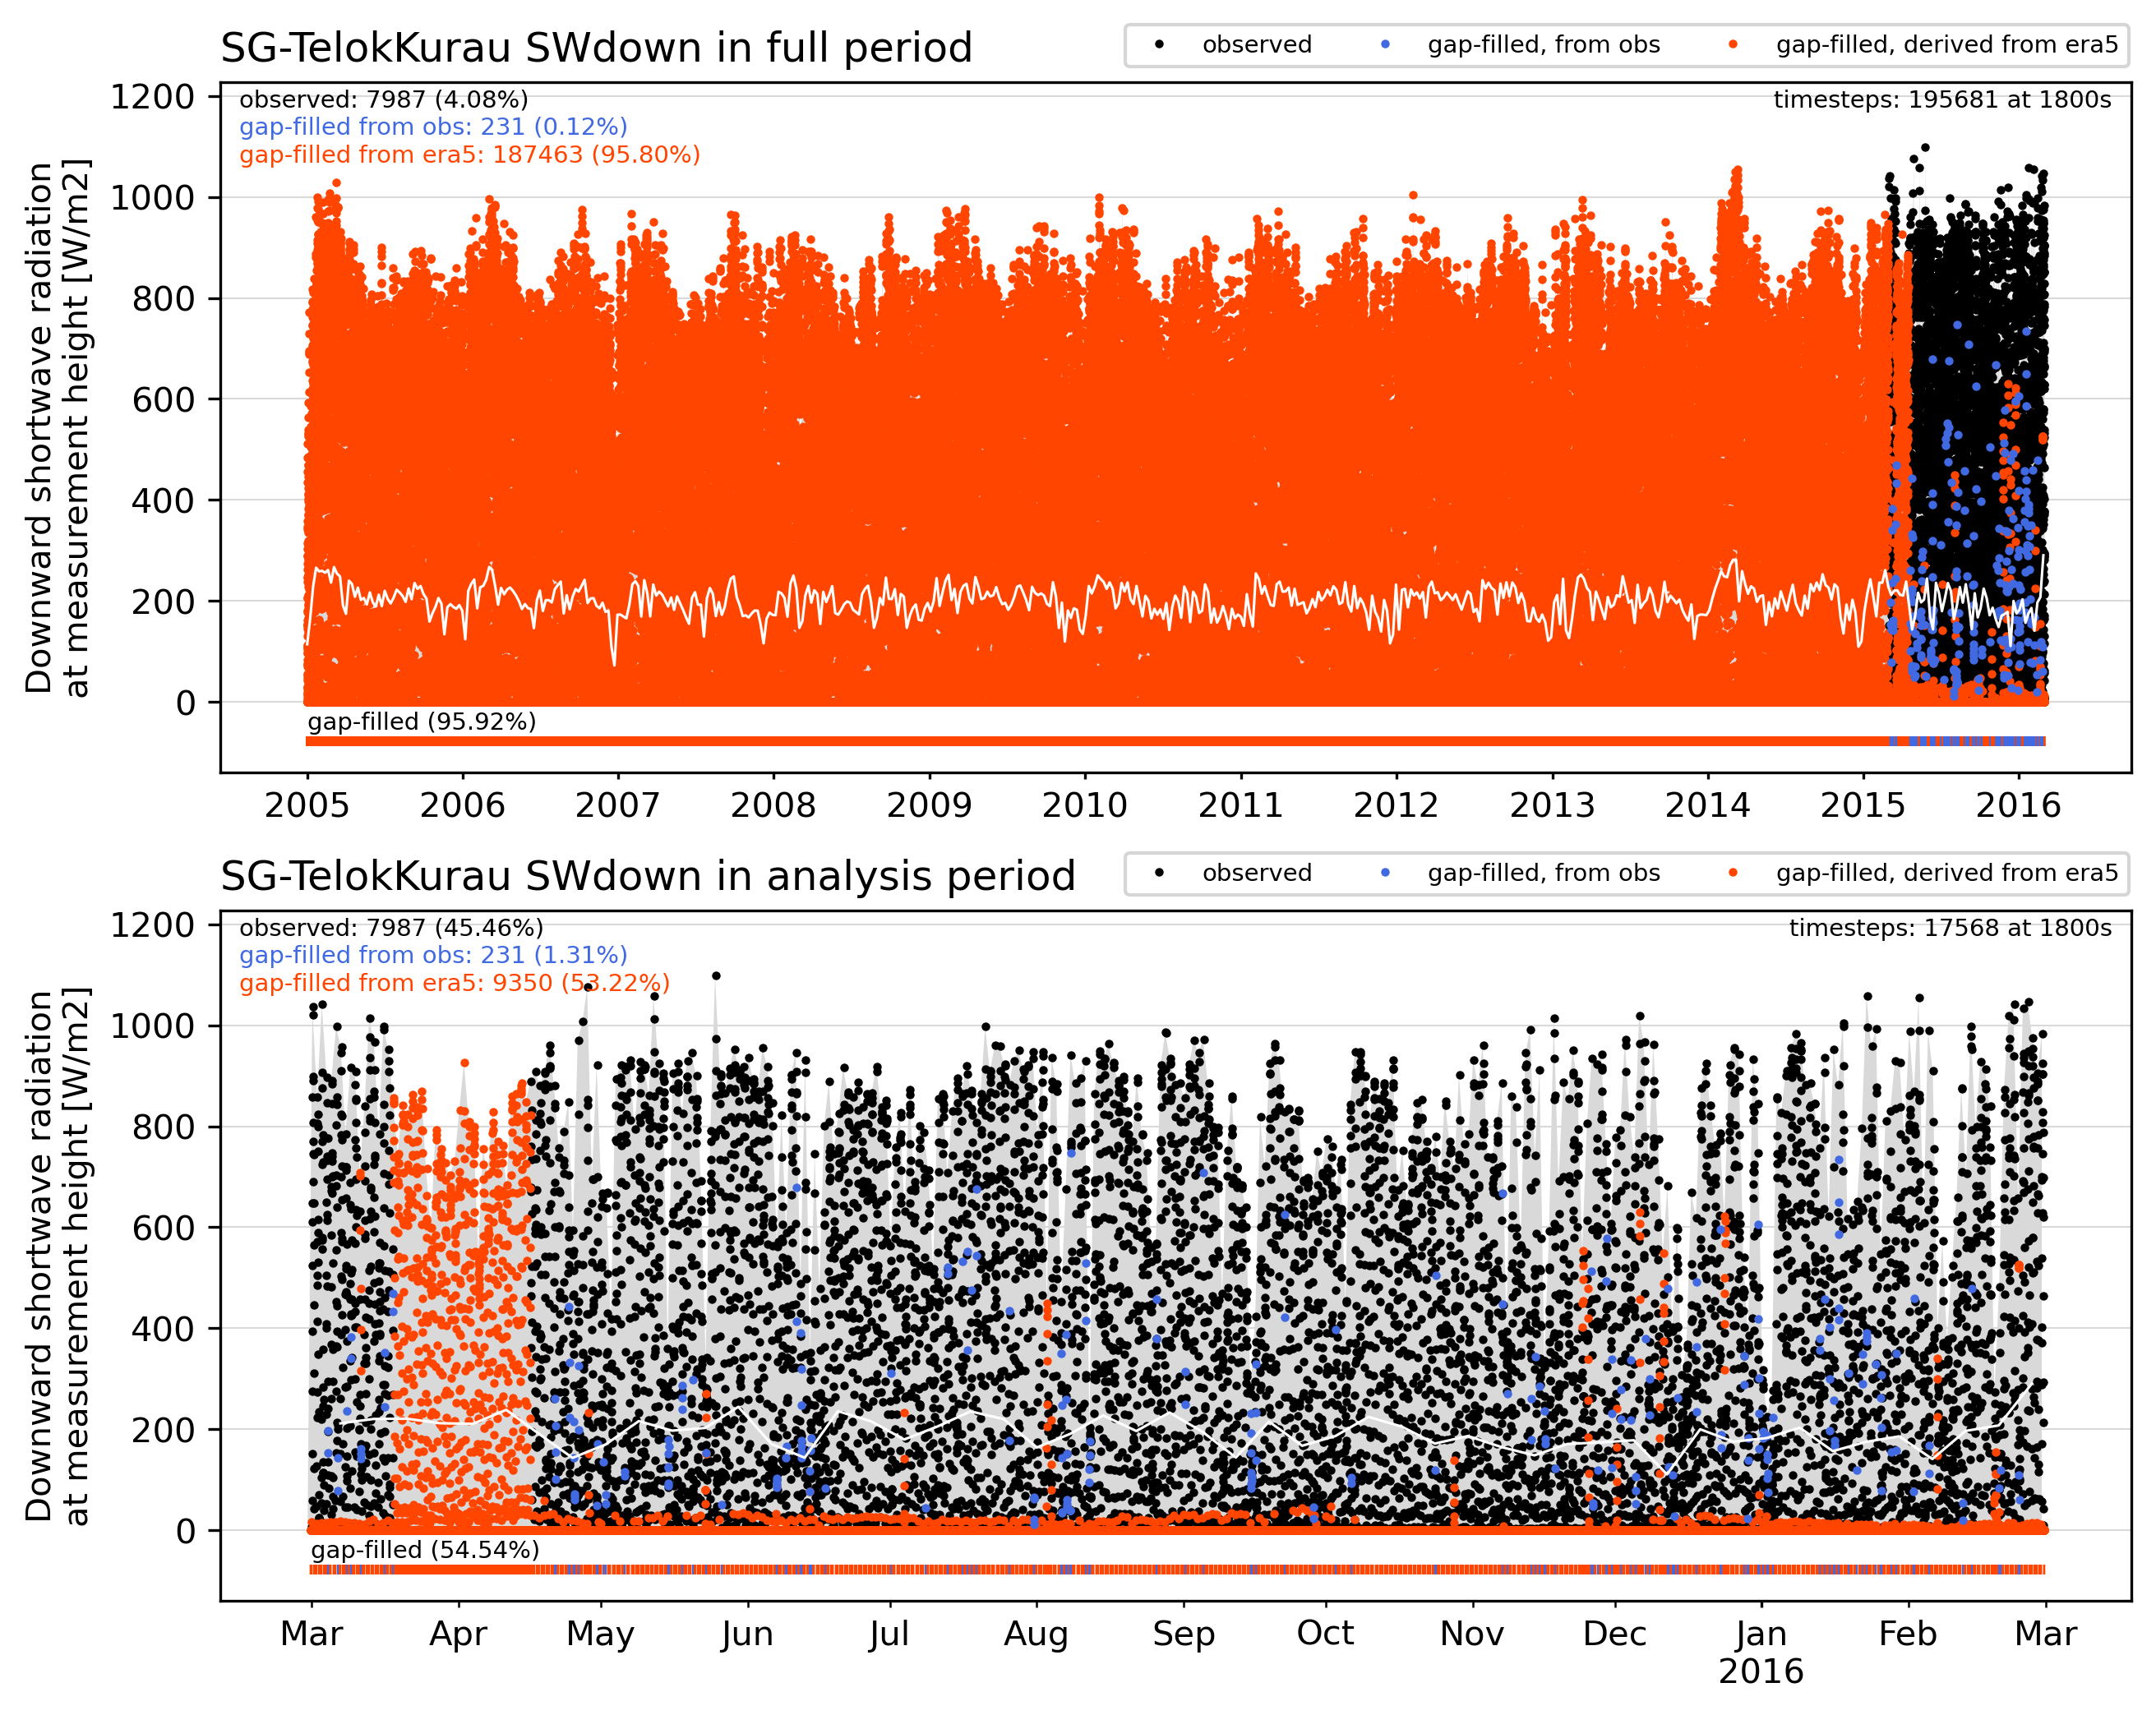 SG-TelokKurau SWdown in full period
observed
gap-filled, from obs
gap-filled, derived from era5
observed: 7987 (4.08%)
gap-filled from obs: 231 (0.12%)
gap-filled from era5: 187463 (95.80%)
timesteps: 195681 at 1800s
Downward shortwave radiation
at measurement height [W/m2]
1200
1000
800
600
400
200
0
gap-filled (95.92%)
2005
2006
2007
2008
2009
2010
2011
2012
2013
2014
2015
2016
SG-TelokKurau SWdown in analysis period
observed
gap-filled, from obs
gap-filled, derived from era5
observed: 7987 (45.46%)
gap-filled from obs: 231 (1.31%)
gap-filled from era5: 9350 (53.22%)
timesteps: 17568 at 1800s
Downward shortwave radiation
at measurement height [W/m2]
1200
1000
800
600
400
200
0
gap-filled (54.54%)
Mar
Apr
May
Jun
Jul
Aug
Sep
Oct
Nov
Dec
Jan
Feb
Mar
2016